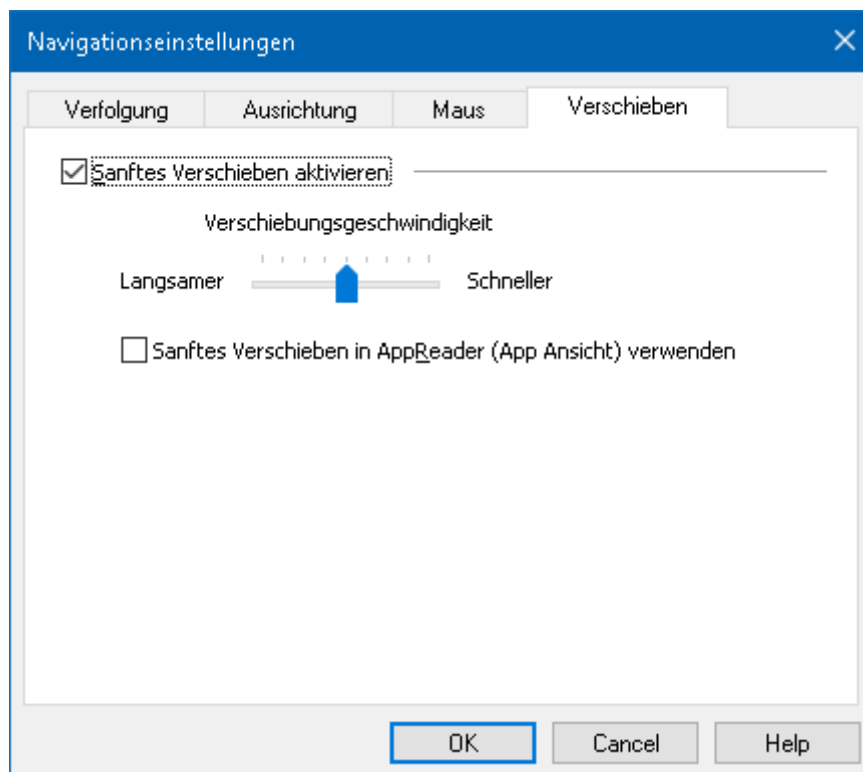 Navigationseinstellungen
Verfolgung Ausrichtung Maus Verschieben
Sanftes Verschieben aktivieren
Verschiebungsgeschwindigkeit
Langsamer Schneller
Sanftes Verschieben in AppReader (App Ansicht) verwenden
OK Cancel Help